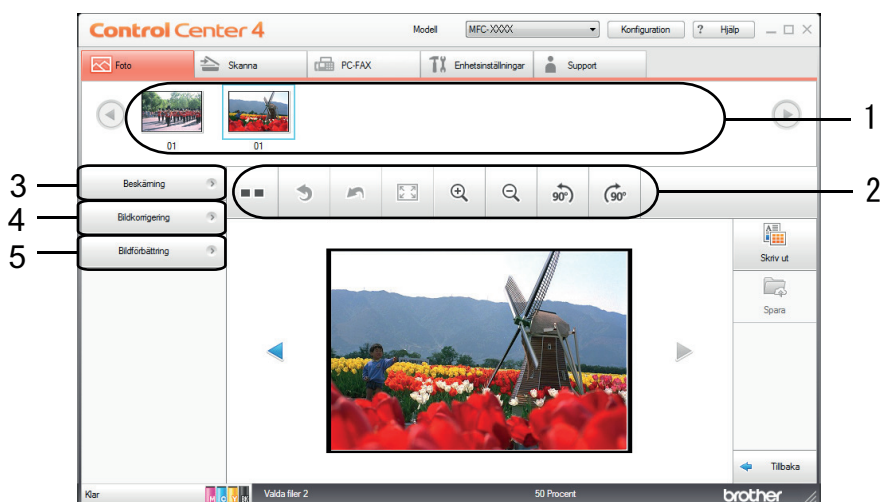 Control Center 4 Modell MFC-XXXX Konfiguration ? Hjälp
Foto Skanna PC-FAX Enhetsinställningar Support
1
01 01
2
3 Beskärning
4 Bildkorrigering
5 Bildförbättring
90° 90°
Skriv ut
Spara
Tillbaka
Klar M C Y BK Valda filer 2 50 Procent brother